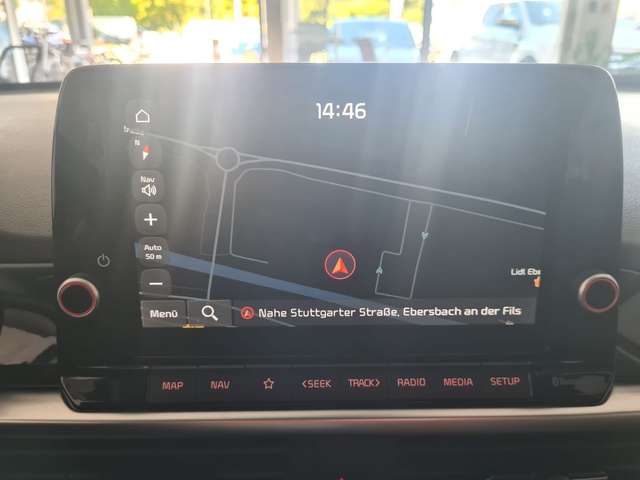 14:46
N
Nav
+
Auto
50 m
−
Lidl Ebe
Menü
Nahe Stuttgarter Straße, Ebersbach an der Fils
MAP
NAV
<SEEK
TRACK>
RADIO
MEDIA
SETUP